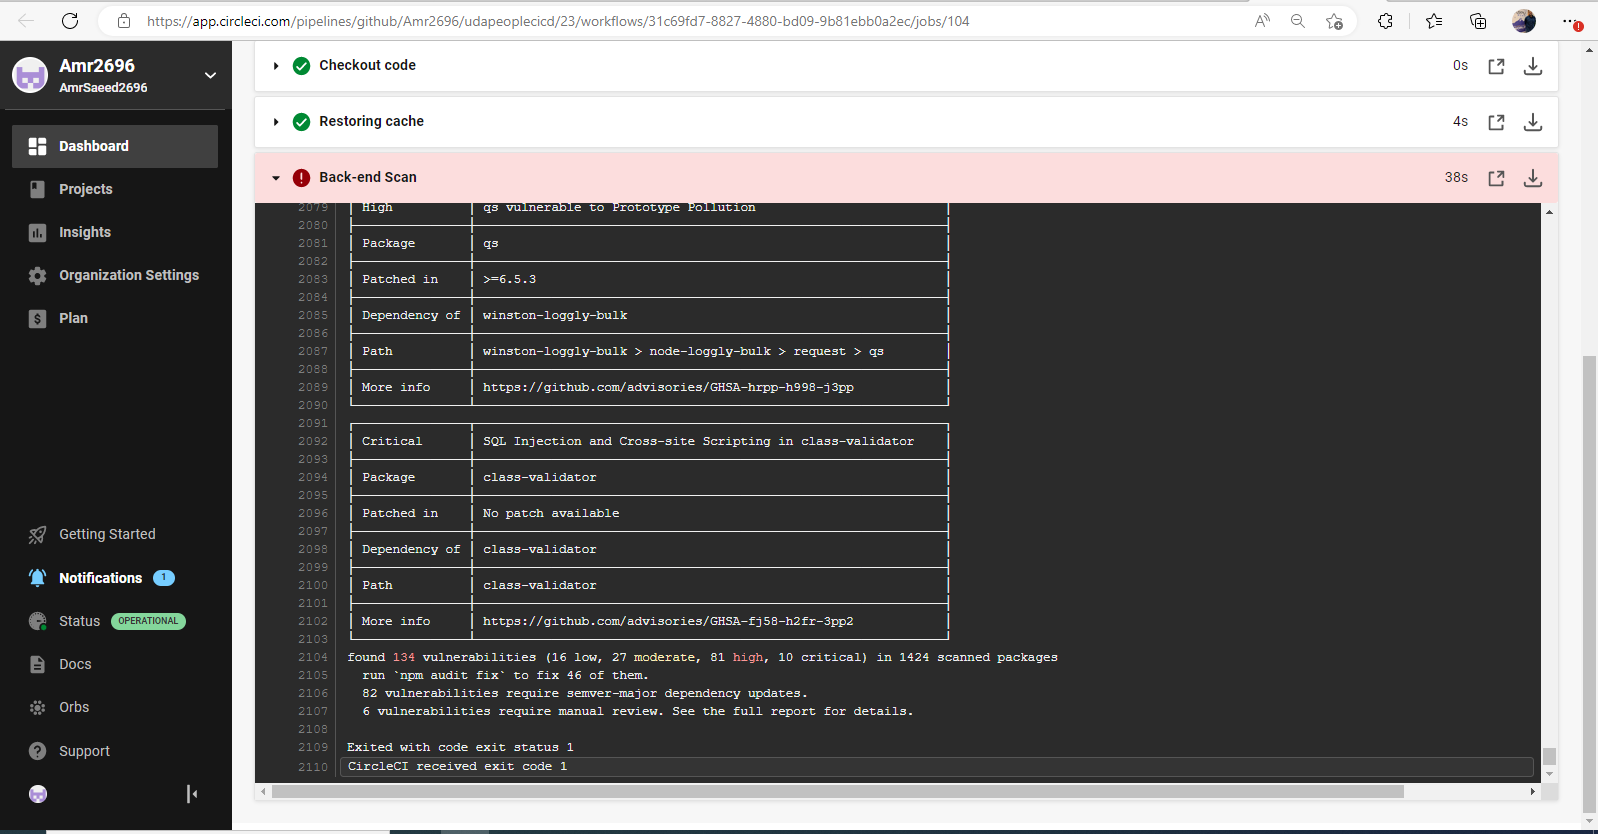 https://app.circleci.com/pipelines/github/Amr2696/udapeoplecicd/23/workflows/31c69fd7-8827-4880-bd09-9b81ebb0a2ec/jobs/104
Amr2696
AmrSaeed2696
Dashboard
Projects
Insights
Organization Settings
Plan
Getting Started
Notifications 1
Status OPERATIONAL
Docs
Orbs
Support
Checkout code 0s
Restoring cache 4s
Back-end Scan 38s
2079 High qs vulnerable to Prototype Pollution
2080
2081 Package qs
2082
2083 Patched in >=6.5.3
2084
2085 Dependency of winston-loggly-bulk
2086
2087 Path winston-loggly-bulk > node-loggly-bulk > request > qs
2088
2089 More info https://github.com/advisories/GHSA-hrpp-h998-j3pp
2090
2091
2092 Critical SQL Injection and Cross-site Scripting in class-validator
2093
2094 Package class-validator
2095
2096 Patched in No patch available
2097
2098 Dependency of class-validator
2099
2100 Path class-validator
2101
2102 More info https://github.com/advisories/GHSA-fj58-h2fr-3pp2
2103
2104 found 134 vulnerabilities (16 low, 27 moderate, 81 high, 10 critical) in 1424 scanned packages
2105 run `npm audit fix` to fix 46 of them.
2106 82 vulnerabilities require semver-major dependency updates.
2107 6 vulnerabilities require manual review. See the full report for details.
2108
2109 Exited with code exit status 1
2110 CircleCI received exit code 1